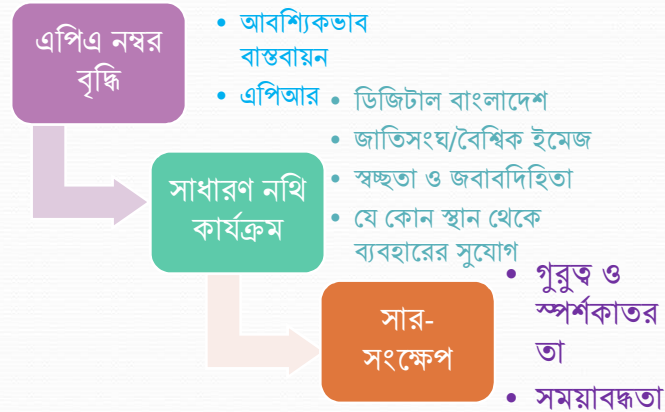 এপিএ নম্বর
বৃদ্ধি
• আবশ্যিকভাব
বাস্তবায়ন
• এপিআর
• ডিজিটাল বাংলাদেশ
• জাতিসংঘ/বৈশ্বিক ইমেজ
• স্বচ্ছতা ও জবাবদিহিতা
• যে কোন স্থান থেকে
ব্যবহারের সুযোগ
সাধারণ নথি
কার্যক্রম
সার-
সংক্ষেপ
• গুরুত্ব ও
স্পর্শকাতর
তা
• সময়াবদ্ধতা